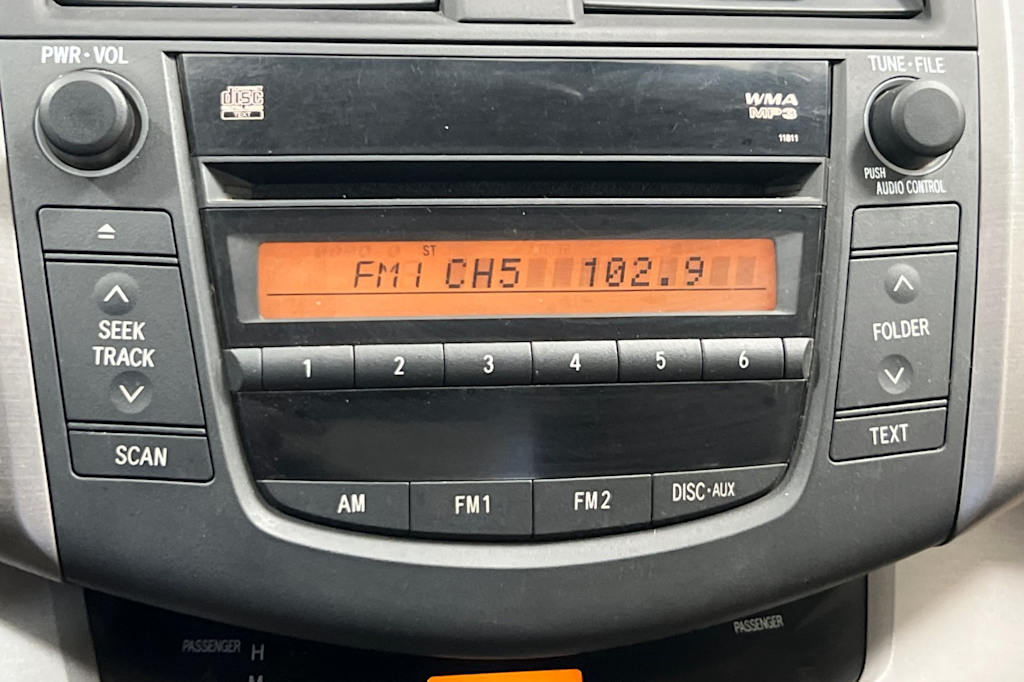 PWR·VOL
TUNE·FILE
disc
TEXT
WMA
MP3
11811
PUSH
AUDIO CONTROL
ST
FM1 CH5 102.9
SEEK
TRACK
FOLDER
1 2 3 4 5 6
SCAN
TEXT
AM
FM1
FM2
DISC·AUX
PASSENGER
H
PASSENGER